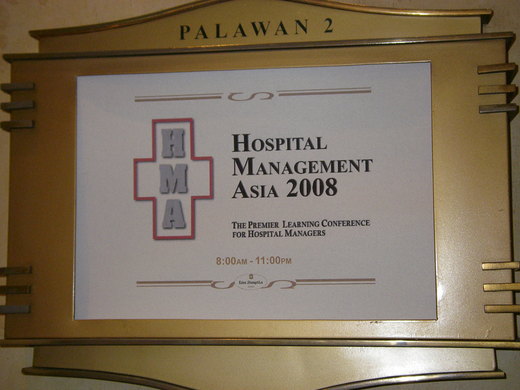 PALAWAN 2
H
M
A
HOSPITAL
MANAGEMENT
ASIA 2008
THE PREMIER LEARNING CONFERENCE
FOR HOSPITAL MANAGERS
8:00AM - 11:00PM